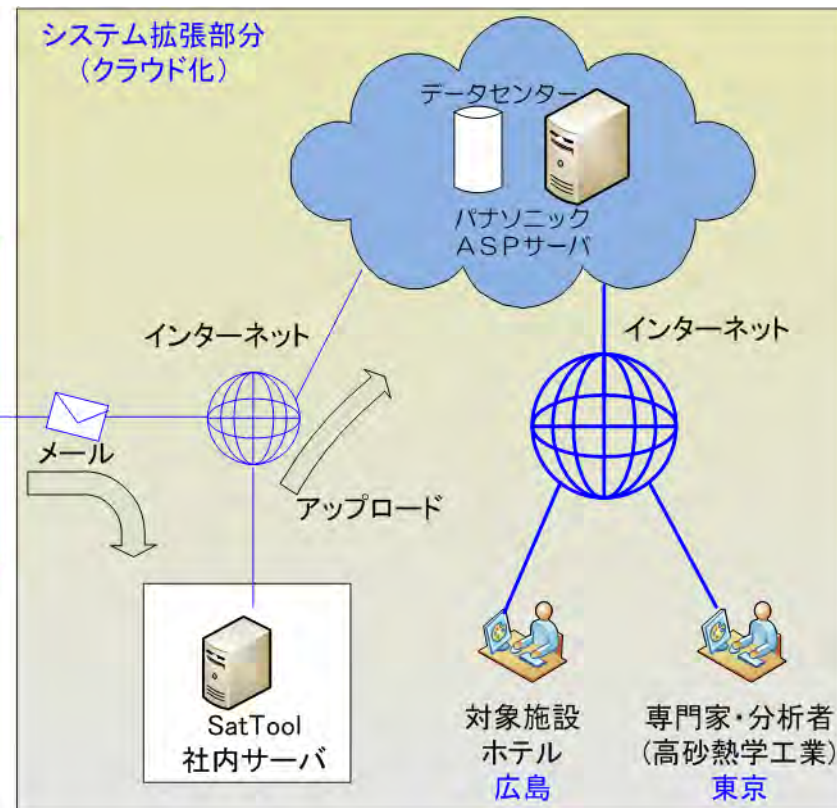 システム拡張部分
（クラウド化）
データセンター
パナソニック
ＡＳＰサーバ
インターネット
インターネット
メール
アップロード
SatTool
社内サーバ
対象施設
ホテル
広島
専門家・分析者
(高砂熱学工業)
東京